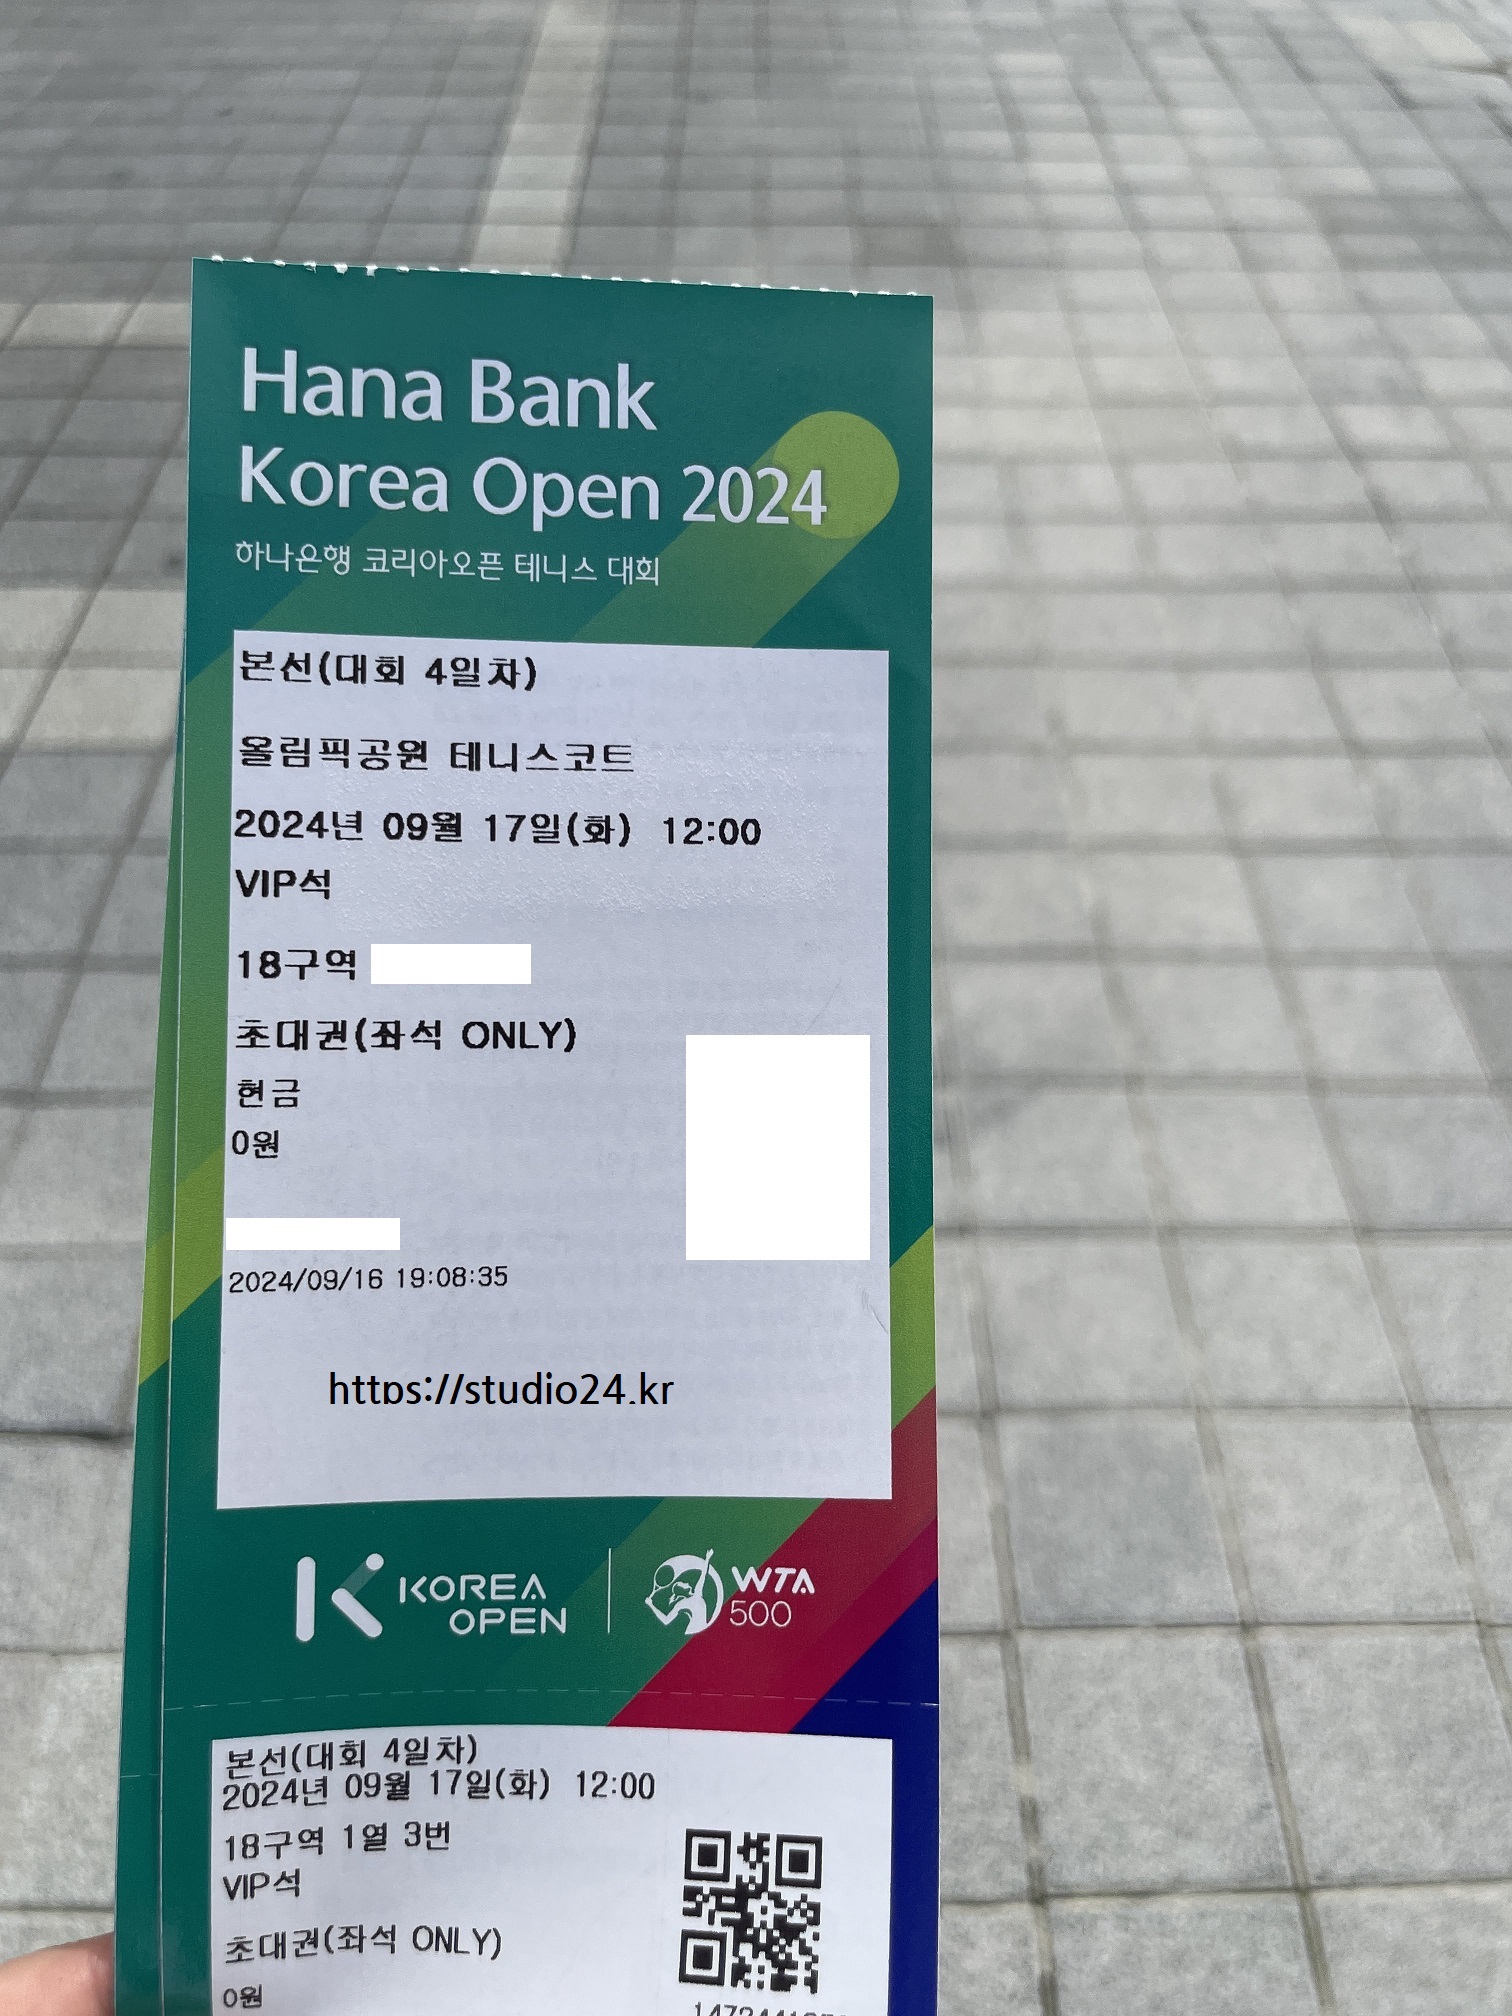 Hana Bank
Korea Open 2024
하나은행 코리아오픈 테니스 대회
본선(대회 4일차)
올림픽공원 테니스코트
2024년 09월 17일(화) 12:00
VIP석
18구역
초대권(좌석 ONLY)
현금
0원
2024/09/16 19:08:35
https://studio24.kr
KOREA
OPEN
WTA
500
본선(대회 4일차)
2024년 09월 17일(화) 12:00
18구역 1열 3번
VIP석
초대권(좌석 ONLY)
0원